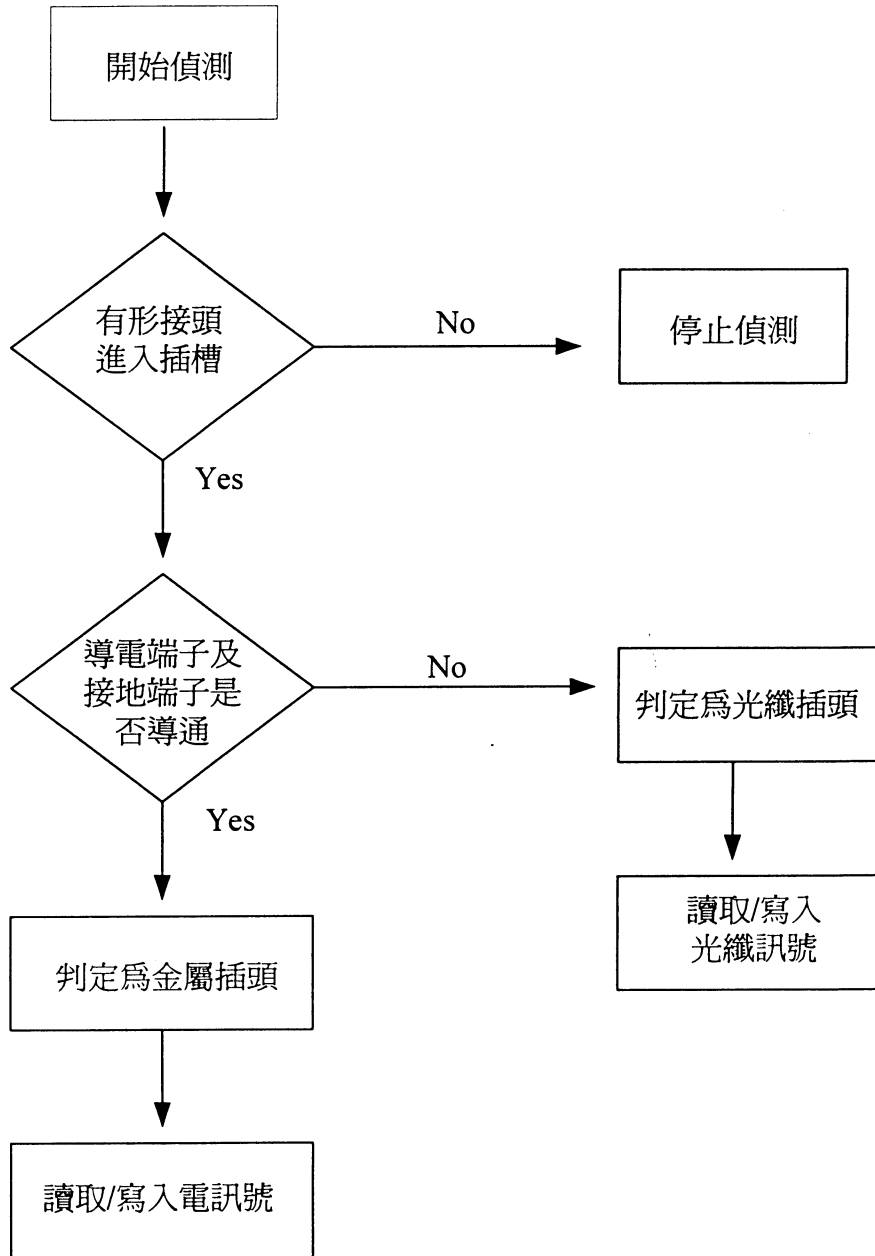 開始偵測
有形接頭
進入插槽
No
停止偵測
Yes
導電端子及
接地端子是
否導通
No
判定爲光纖插頭
Yes
讀取/寫入
光纖訊號
判定爲金屬插頭
讀取/寫入電訊號